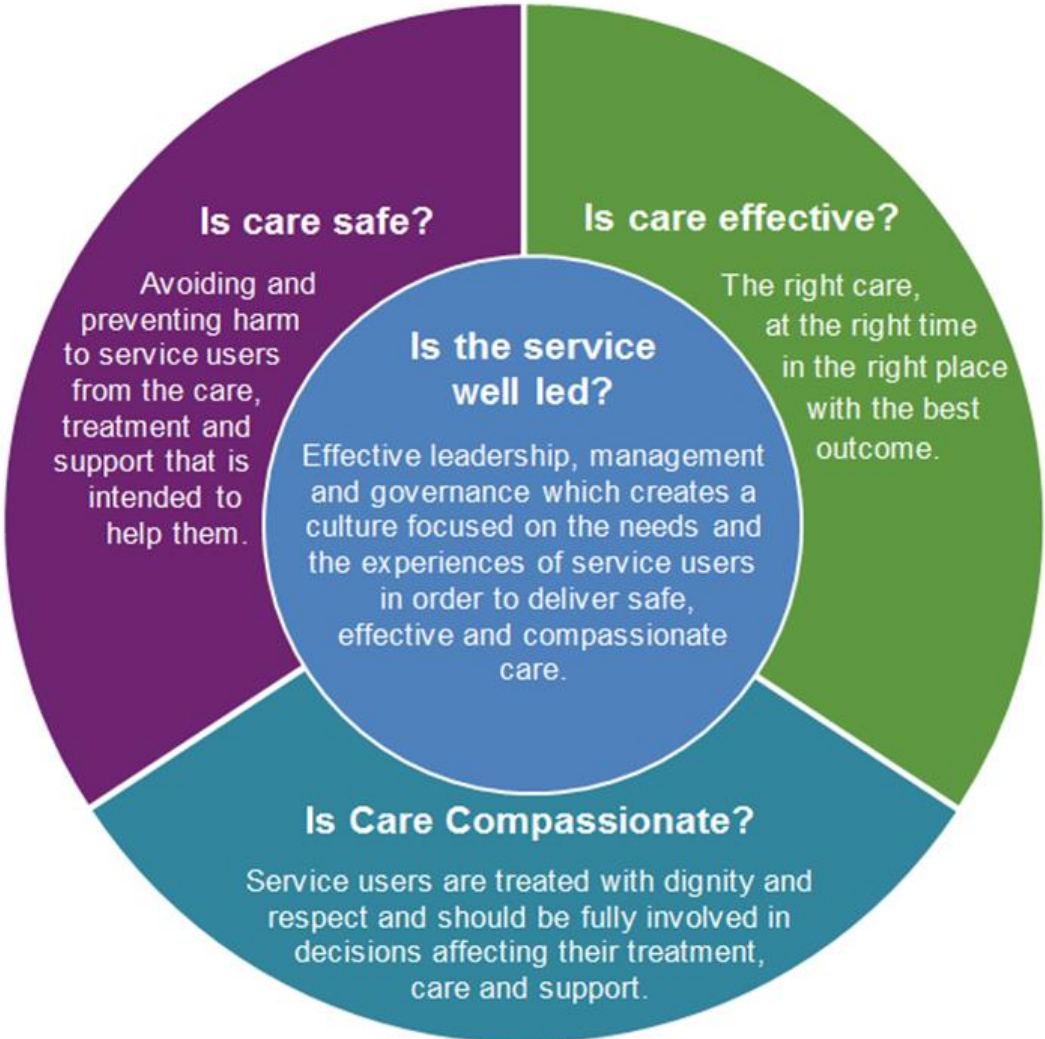 Is care safe?
Avoiding and
preventing harm
to service users
from the care,
treatment and
support that is
intended to
help them.
Is care effective?
The right care,
at the right time
in the right place
with the best
outcome.
Is the service
well led?
Effective leadership, management
and governance which creates a
culture focused on the needs and
the experiences of service users
in order to deliver safe,
effective and compassionate
care.
Is Care Compassionate?
Service users are treated with dignity and
respect and should be fully involved in
decisions affecting their treatment,
care and support.